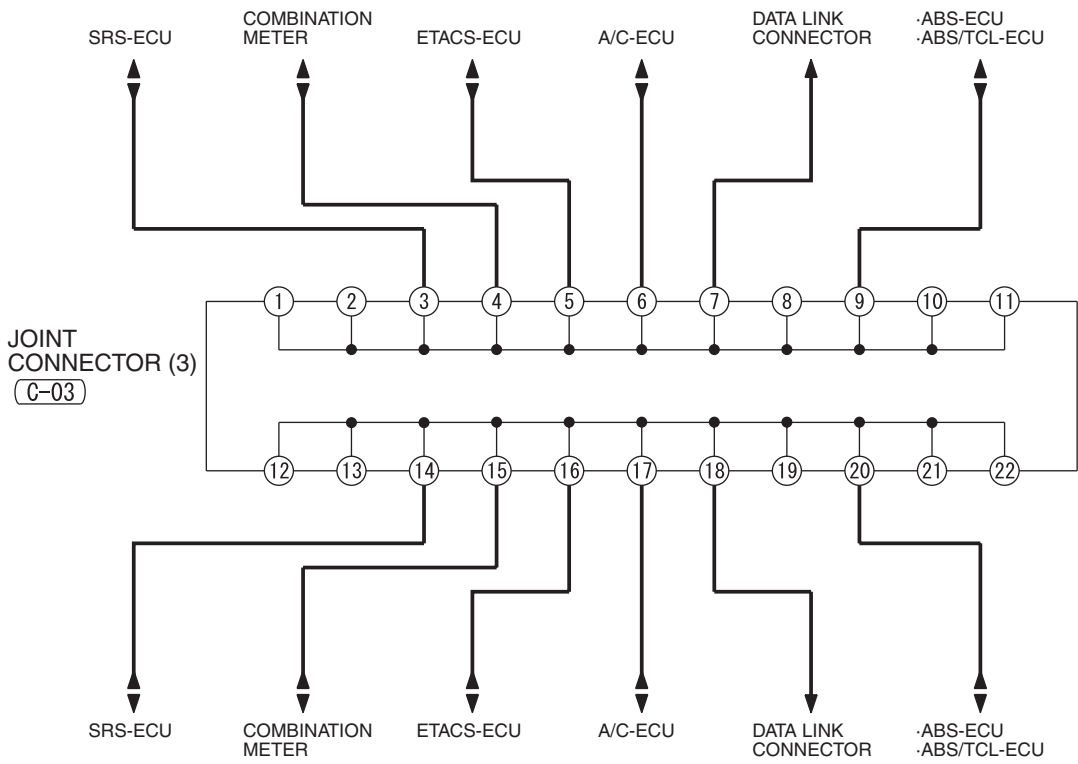 SRS-ECU
COMBINATION
METER
ETACS-ECU
A/C-ECU
DATA LINK
CONNECTOR
·ABS-ECU
·ABS/TCL-ECU
1 2 3 4 5 6 7 8 9 10 11
JOINT
CONNECTOR (3)
C-03
12 13 14 15 16 17 18 19 20 21 22
SRS-ECU
COMBINATION
METER
ETACS-ECU
A/C-ECU
DATA LINK
CONNECTOR
·ABS-ECU
·ABS/TCL-ECU